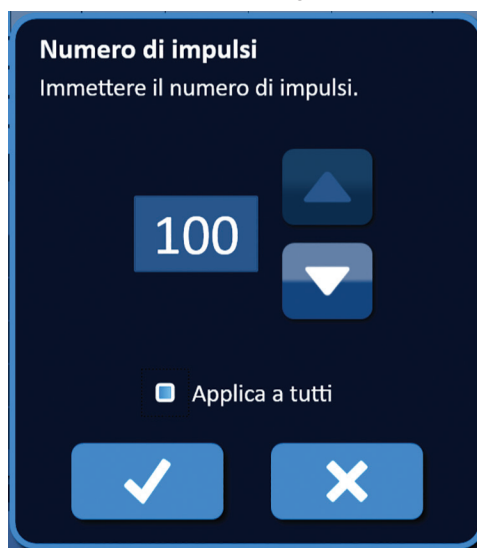 Numero di impulsi
Immettere il numero di impulsi.
100
Applica a tutti